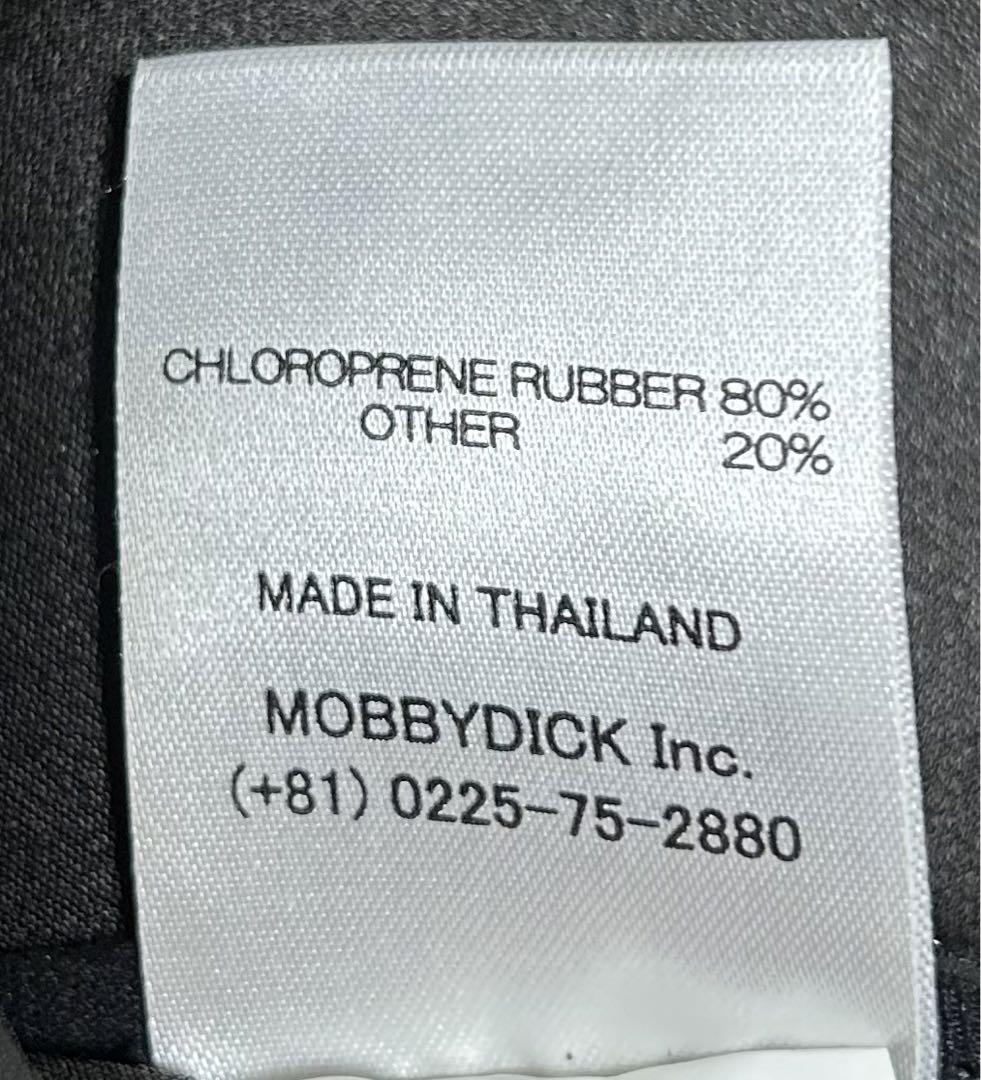 CHLOROPRENE RUBBER 80%
OTHER 20%
MADE IN THAILAND
MOBBYDICK Inc.
(+81) 0225-75-2880